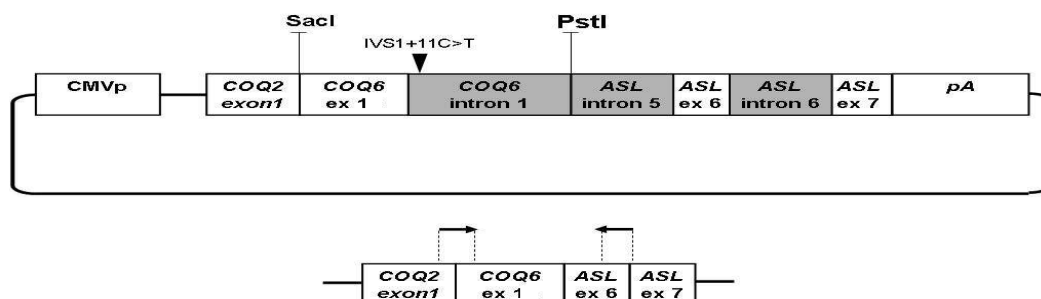 SacI PstI
IVS1+11C>T
CMVp COQ2 COQ6 COQ6 ASL ASL ASL ASL pA
exon1 ex 1 intron 1 intron 5 ex 6 intron 6 ex 7
COQ2 COQ6 ASL ASL
exon1 ex 1 ex 6 ex 7